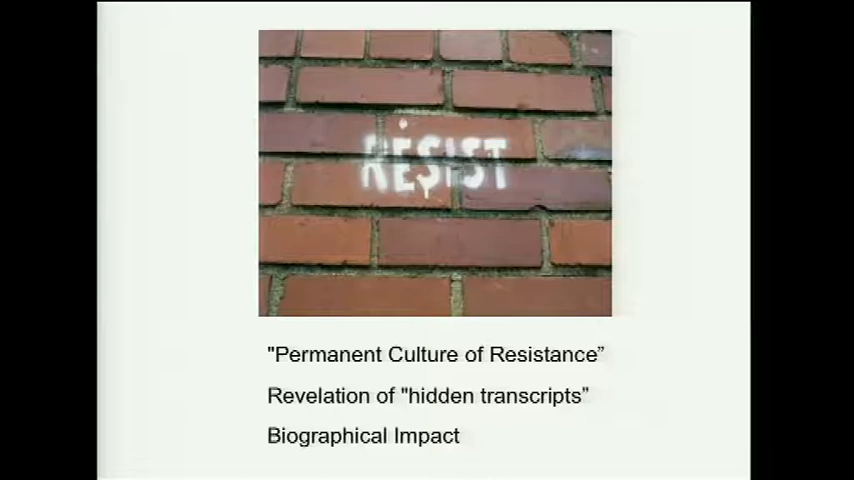 RESIST
"Permanent Culture of Resistance”
Revelation of "hidden transcripts”
Biographical Impact